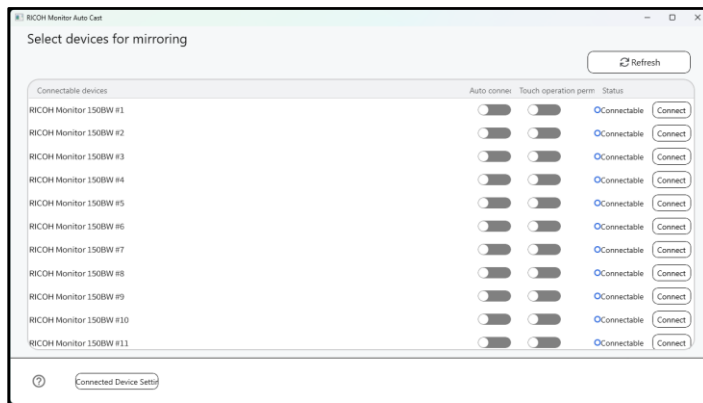 RICOH Monitor Auto Cast
Select devices for mirroring
Refresh
Connectable devices Auto connec Touch operation perm Status
RICOH Monitor 150BW #1 Connectable Connect
RICOH Monitor 150BW #2 Connectable Connect
RICOH Monitor 150BW #3 Connectable Connect
RICOH Monitor 150BW #4 Connectable Connect
RICOH Monitor 150BW #5 Connectable Connect
RICOH Monitor 150BW #6 Connectable Connect
RICOH Monitor 150BW #7 Connectable Connect
RICOH Monitor 150BW #8 Connectable Connect
RICOH Monitor 150BW #9 Connectable Connect
RICOH Monitor 150BW #10 Connectable Connect
RICOH Monitor 150BW #11 Connectable Connect
? Connected Device Settin